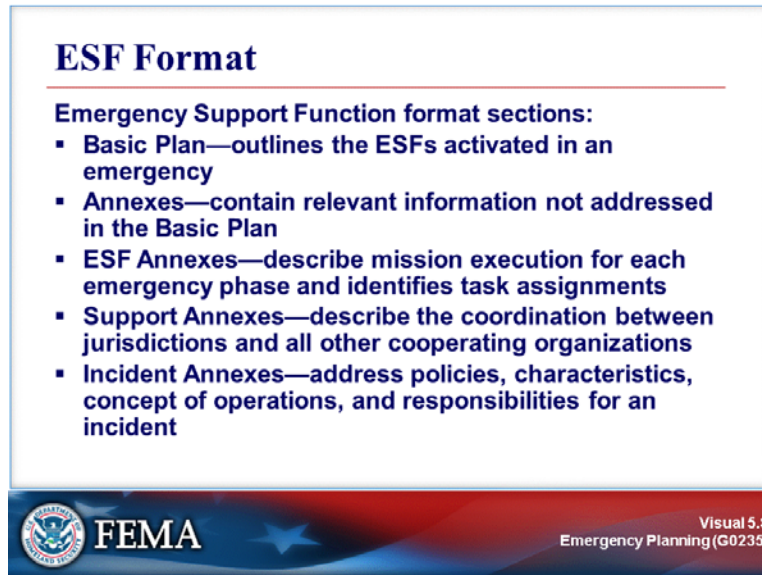 ESF Format
Emergency Support Function format sections:
▪ Basic Plan—outlines the ESFs activated in an
emergency
▪ Annexes—contain relevant information not addressed
in the Basic Plan
▪ ESF Annexes—describe mission execution for each
emergency phase and identifies task assignments
▪ Support Annexes—describe the coordination between
jurisdictions and all other cooperating organizations
▪ Incident Annexes—address policies, characteristics,
concept of operations, and responsibilities for an
incident
FEMA
Visual 5.
Emergency Planning (G0235